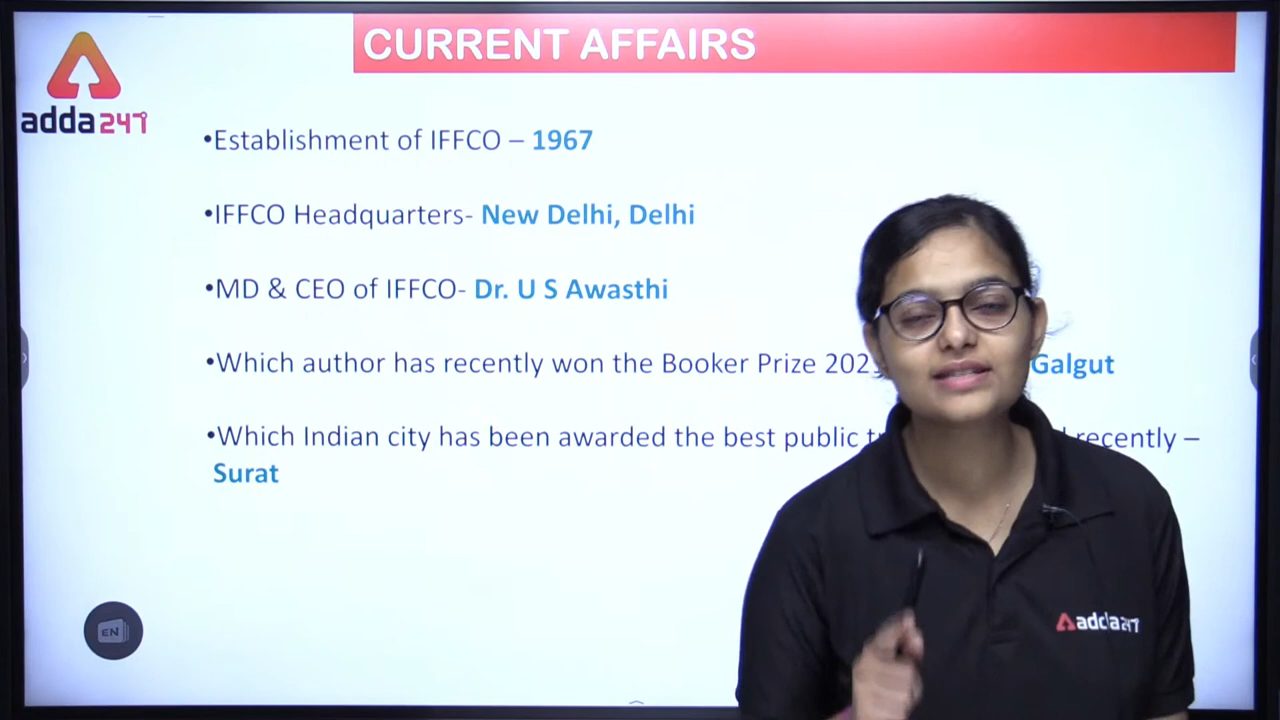 CURRENT AFFAIRS
adda247
•Establishment of IFFCO – 1967
•IFFCO Headquarters- New Delhi, Delhi
•MD & CEO of IFFCO- Dr. U S Awasthi
•Which author has recently won the Booker Prize 202 Galgut
•Which Indian city has been awarded the best public recently –
Surat
EN
adda247